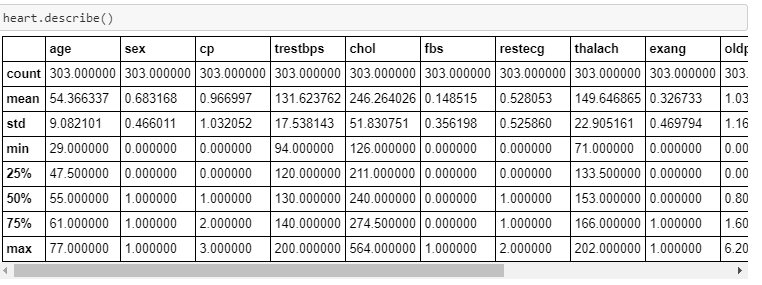 heart.describe()
age sex cp trestbps chol fbs restecg thalach exang oldp
count 303.000000 303.000000 303.000000 303.000000 303.000000 303.000000 303.000000 303.000000 303.000000 303.
mean 54.366337 0.683168 0.966997 131.623762 246.264026 0.148515 0.528053 149.646865 0.326733 1.03
std 9.082101 0.466011 1.032052 17.538143 51.830751 0.356198 0.525860 22.905161 0.469794 1.16
min 29.000000 0.000000 0.000000 94.000000 126.000000 0.000000 0.000000 71.000000 0.000000 0.00
25% 47.500000 0.000000 0.000000 120.000000 211.000000 0.000000 0.000000 133.500000 0.000000 0.00
50% 55.000000 1.000000 1.000000 130.000000 240.000000 0.000000 1.000000 153.000000 0.000000 0.80
75% 61.000000 1.000000 2.000000 140.000000 274.500000 0.000000 1.000000 166.000000 1.000000 1.60
max 77.000000 1.000000 3.000000 200.000000 564.000000 1.000000 2.000000 202.000000 1.000000 6.20